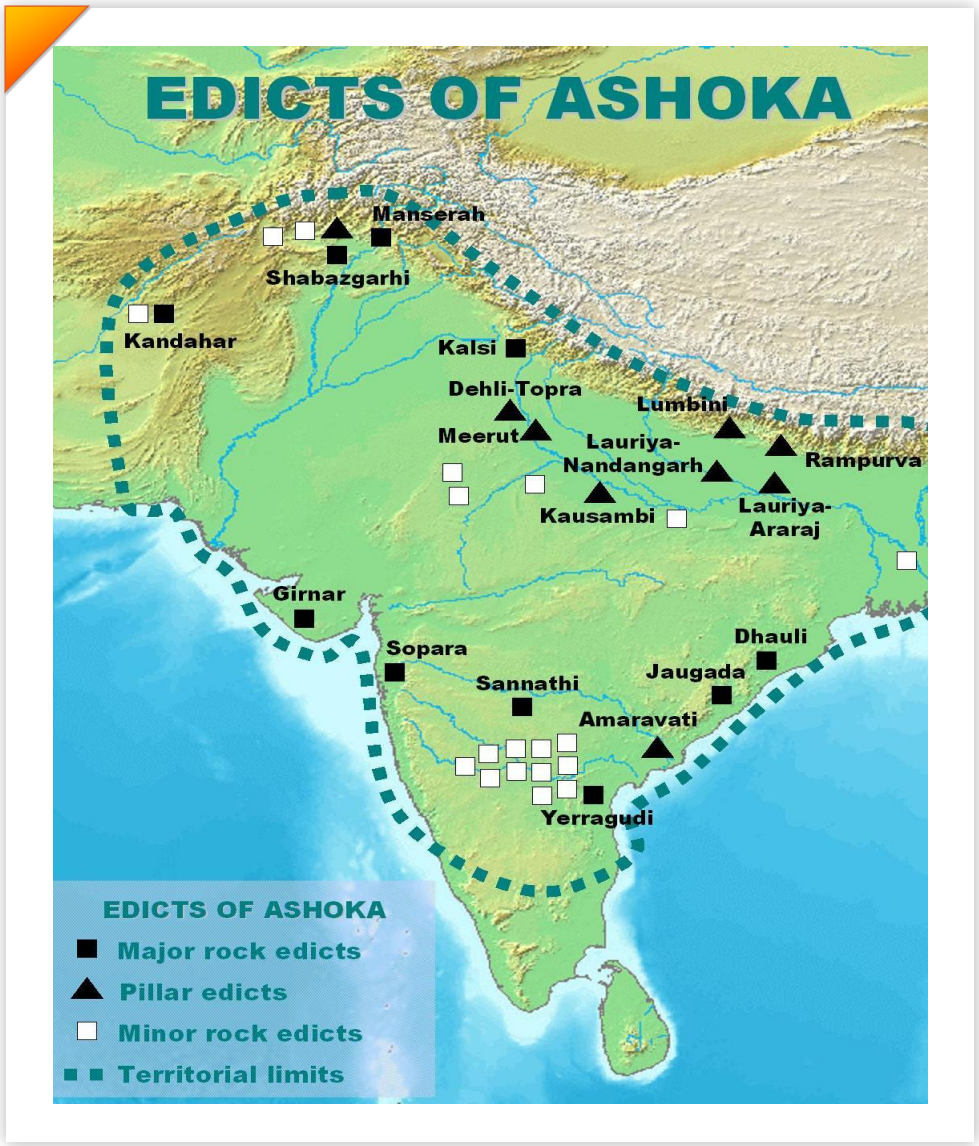 EDICTS OF ASHOKA
Manserah
Shabazgarhi
Kandahar
Kalsi
Dehli-Topra
Lumbini
Meerut
Lauriya-
Nandangarh
Rampurva
Kausambi
Lauriya-
Araraj
Girnar
Dhauli
Sopara
Jaugada
Sannathi
Amaravati
Yerragudi
EDICTS OF ASHOKA
Major rock edicts
Pillar edicts
Minor rock edicts
Territorial limits